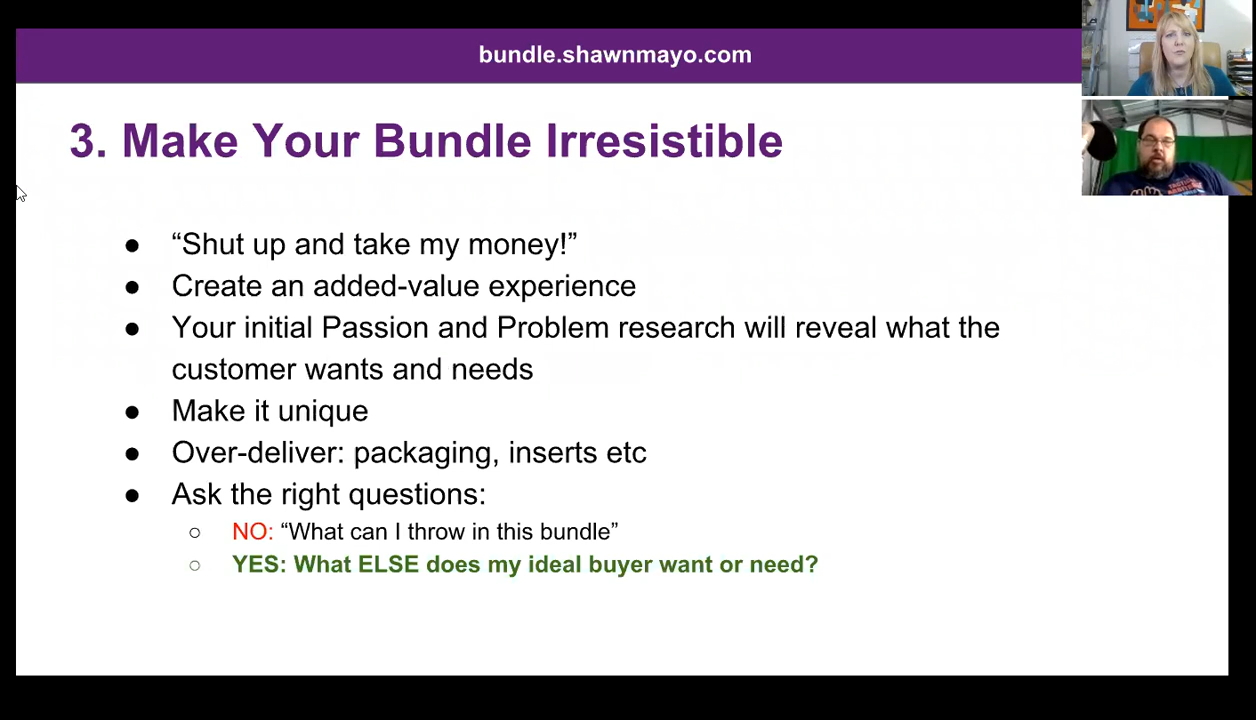 bundle.shawnmayo.com
3. Make Your Bundle Irresistible
● “Shut up and take my money!”
● Create an added-value experience
● Your initial Passion and Problem research will reveal what the
customer wants and needs
● Make it unique
● Over-deliver: packaging, inserts etc
● Ask the right questions:
○ NO: “What can I throw in this bundle”
○ YES: What ELSE does my ideal buyer want or need?